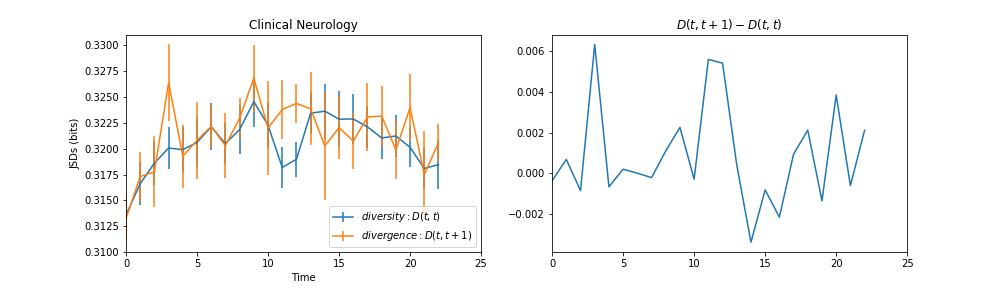 Clinical Neurology
JSDs (bits)
0.3300
0.3275
0.3250
0.3225
0.3200
0.3175
0.3150
0.3125
0.3100
0 5 10 15 20 25
Time
diversity : D(t, t)
divergence : D(t, t + 1)
D(t, t + 1) − D(t, t)
0.006
0.004
0.002
0.000
−0.002
0 5 10 15 20 25